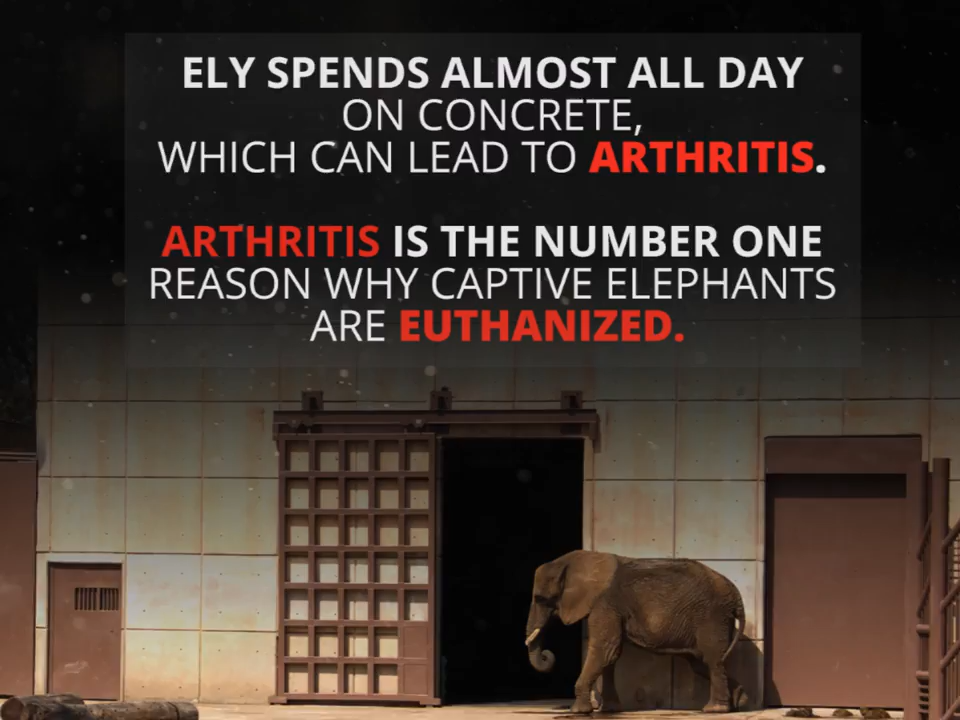 ELY SPENDS ALMOST ALL DAY
ON CONCRETE,
WHICH CAN LEAD TO ARTHRITIS.
ARTHRITIS IS THE NUMBER ONE
REASON WHY CAPTIVE ELEPHANTS
ARE EUTHANIZED.